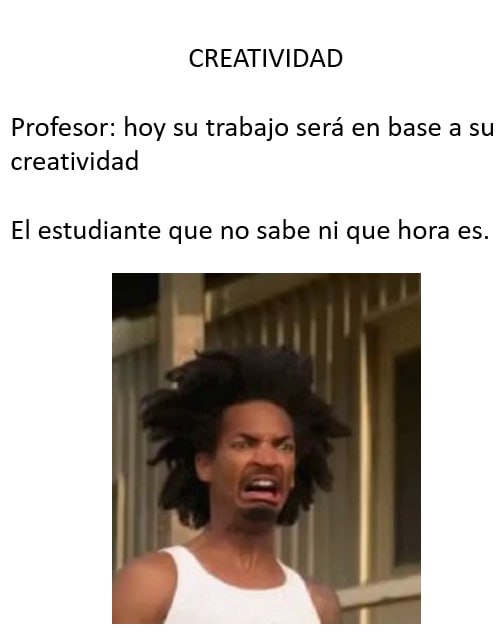 CREATIVIDAD
Profesor: hoy su trabajo será en base a su
creatividad
El estudiante que no sabe ni que hora es.